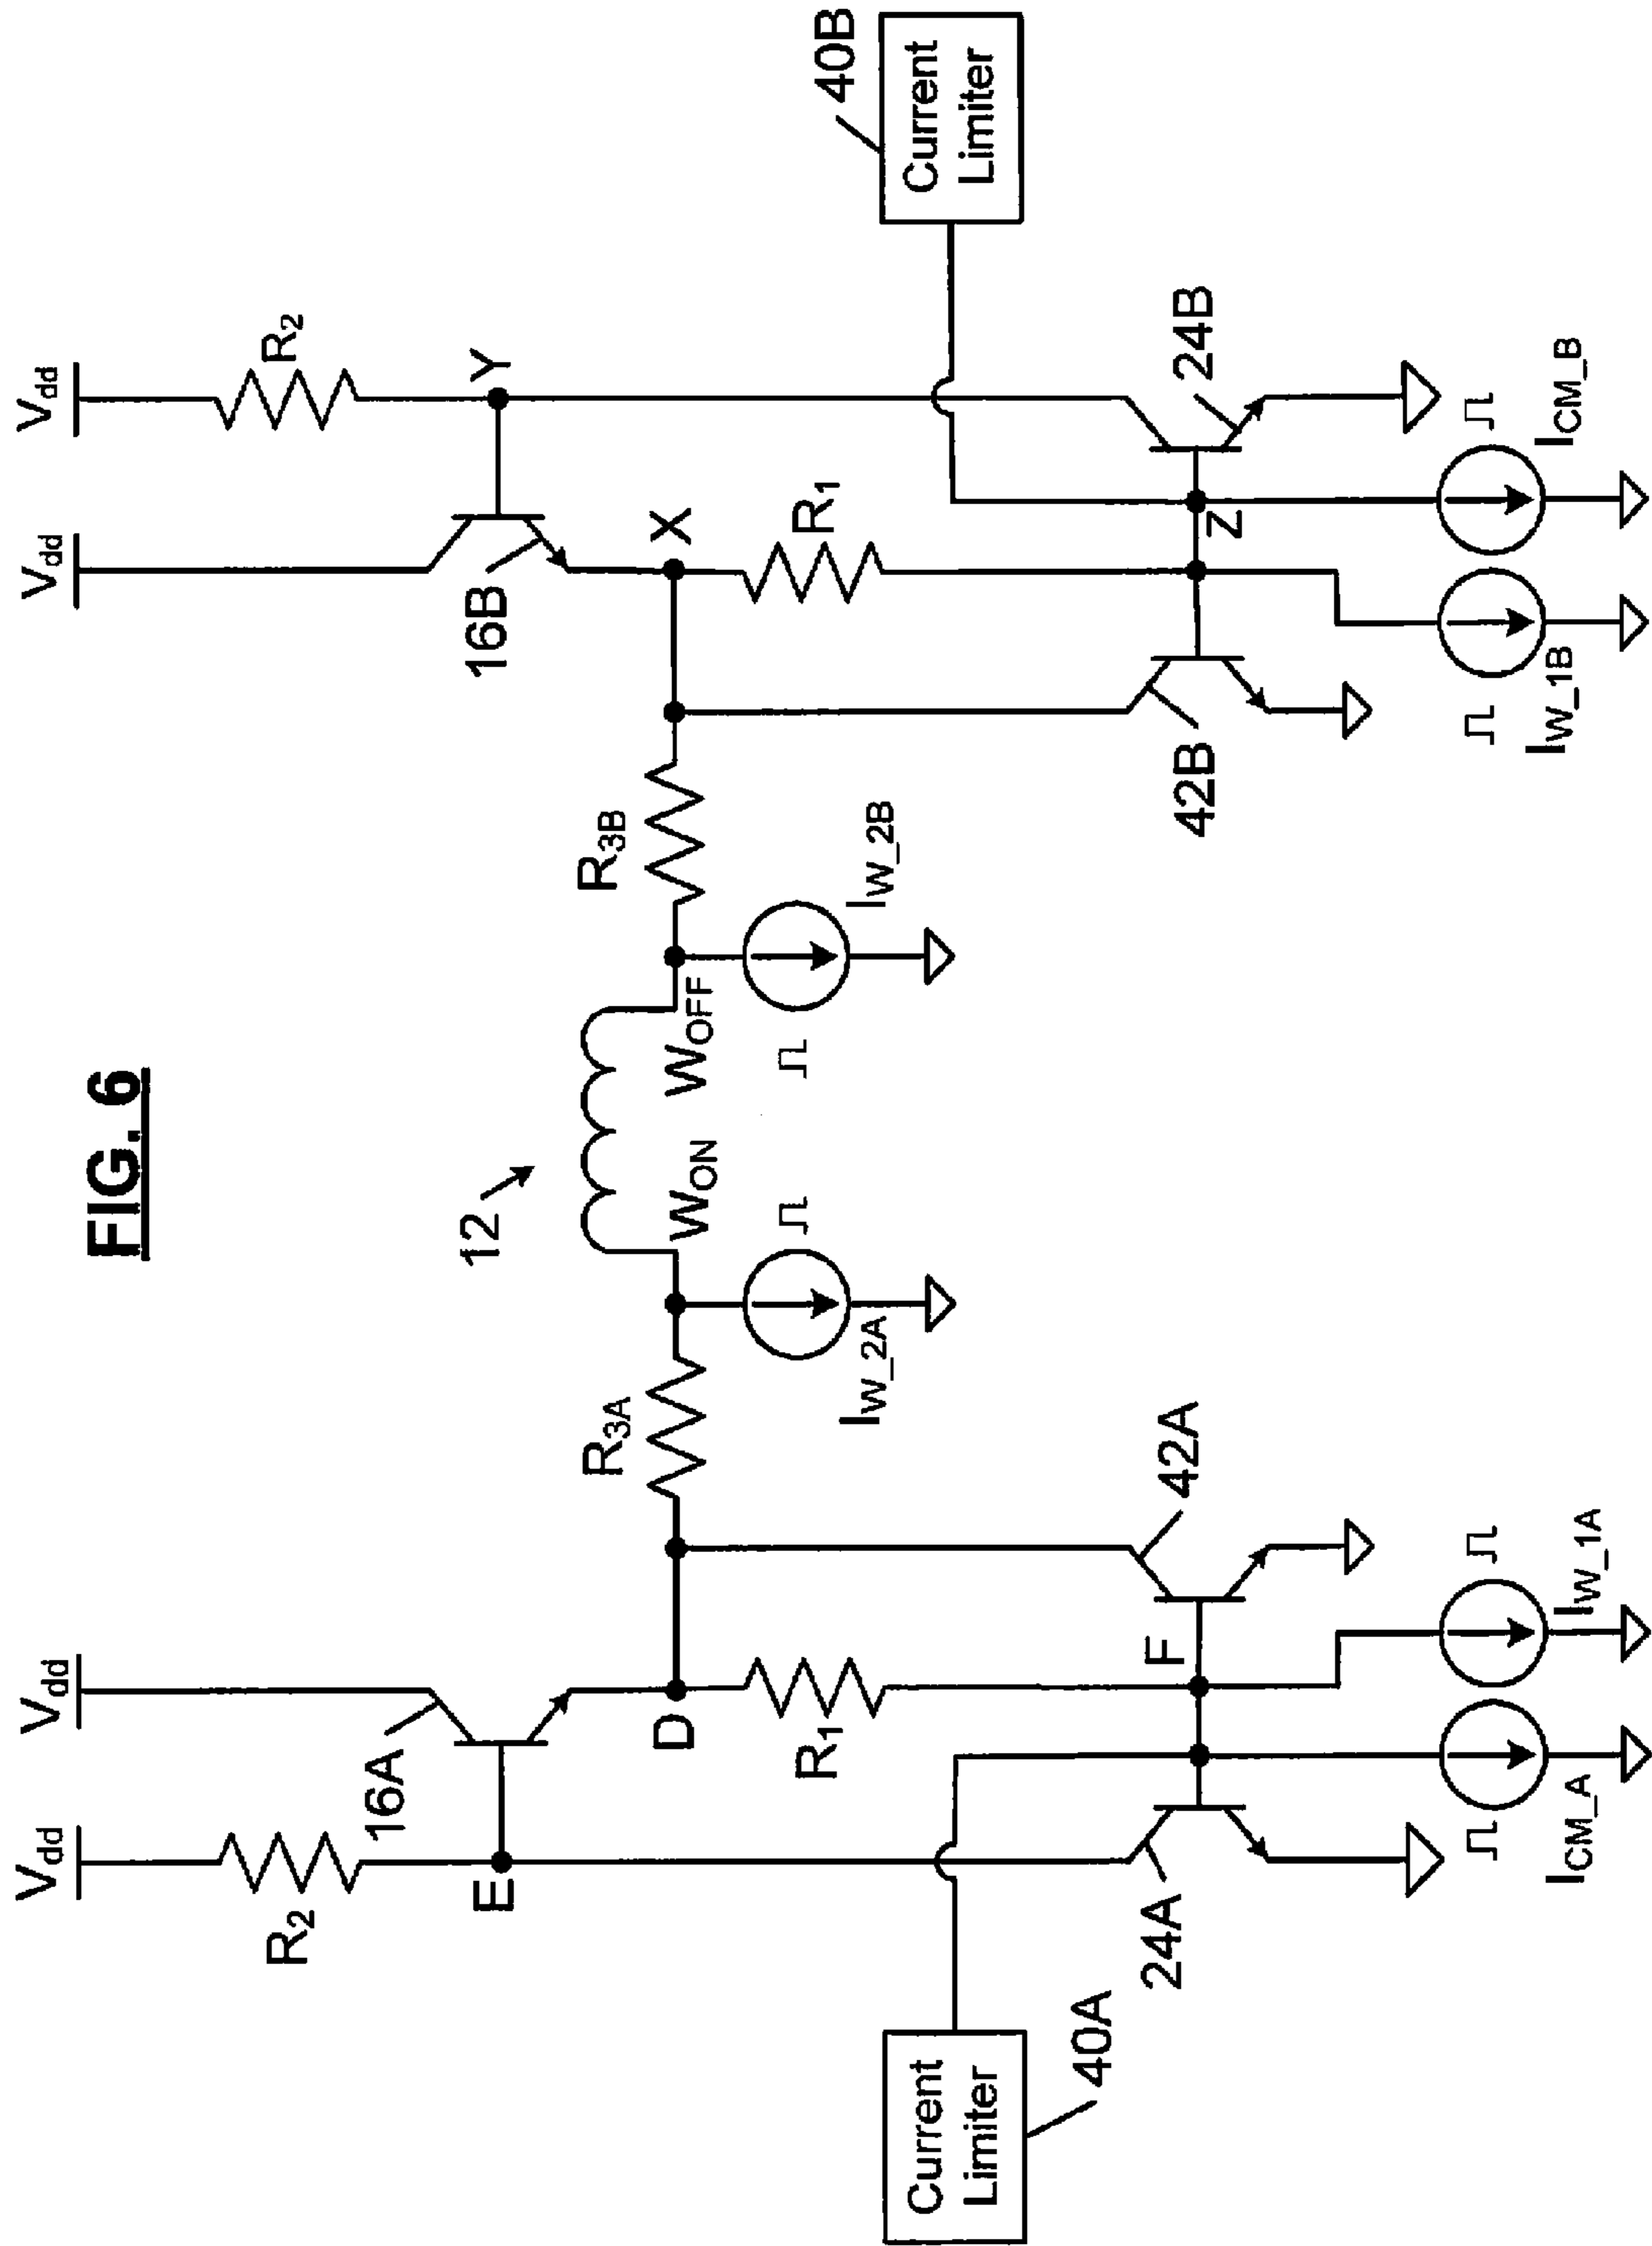 FIG. 6
Vdd
Vdd
Vdd
Vdd
R2
16A
E
D
R1
F
24A
42A
Current
Limiter
40A
ICM_A
IW_1A
R3A
IW_2A
12
WON
WOFF
IW_2B
R3B
X
16B
Y
R2
R1
Z
42B
24B
IW_1B
ICM_B
Current
Limiter
40B